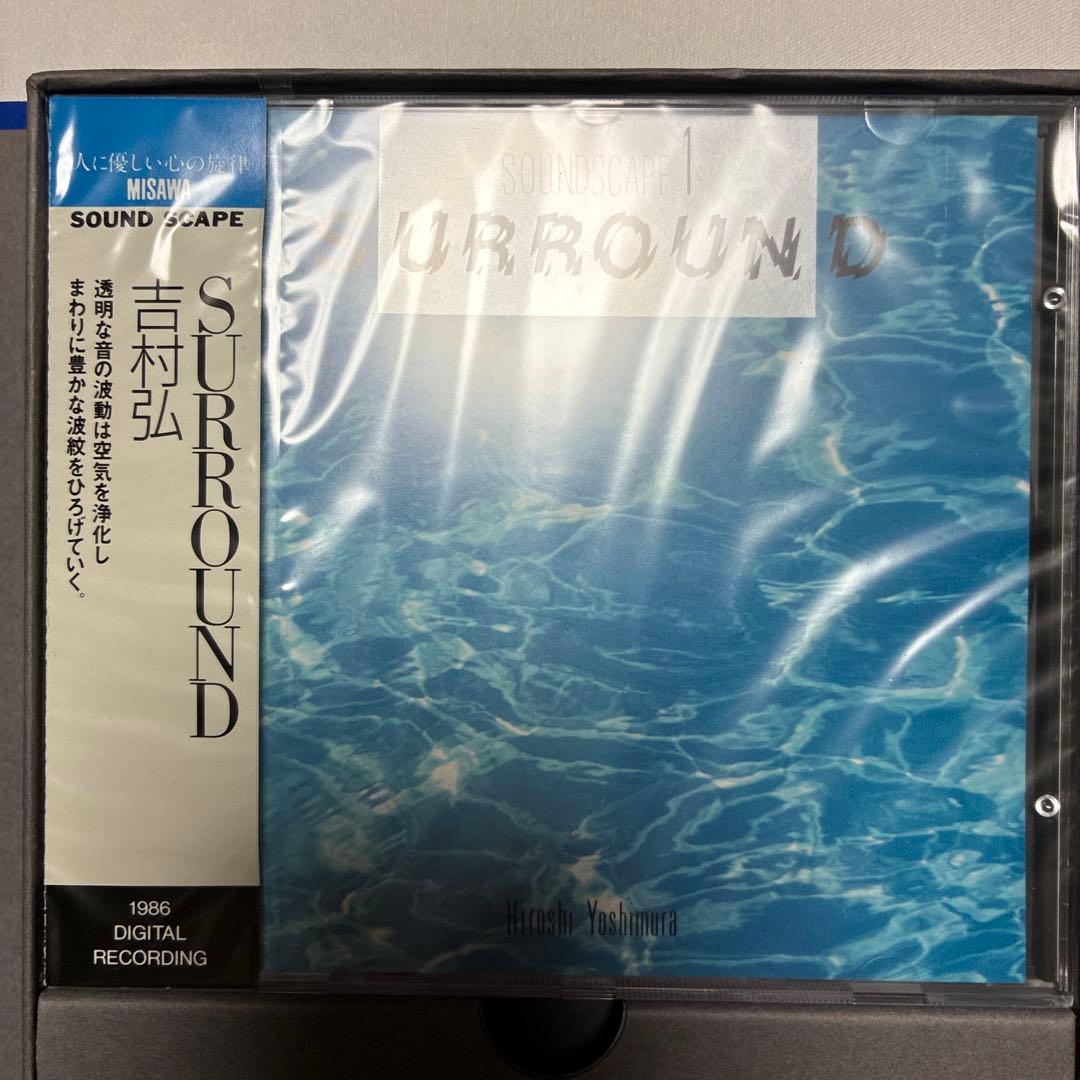 人に優しい心の旋律
MISAWA
SOUND SCAPE
SURROUND
吉村弘
透明な音の波動は空気を浄化し
まわりに豊かな波紋をひろげていく。
1986
DIGITAL
RECORDING
SOUNDSCAPE 1
SURROUND
Hiroshi Yoshimura